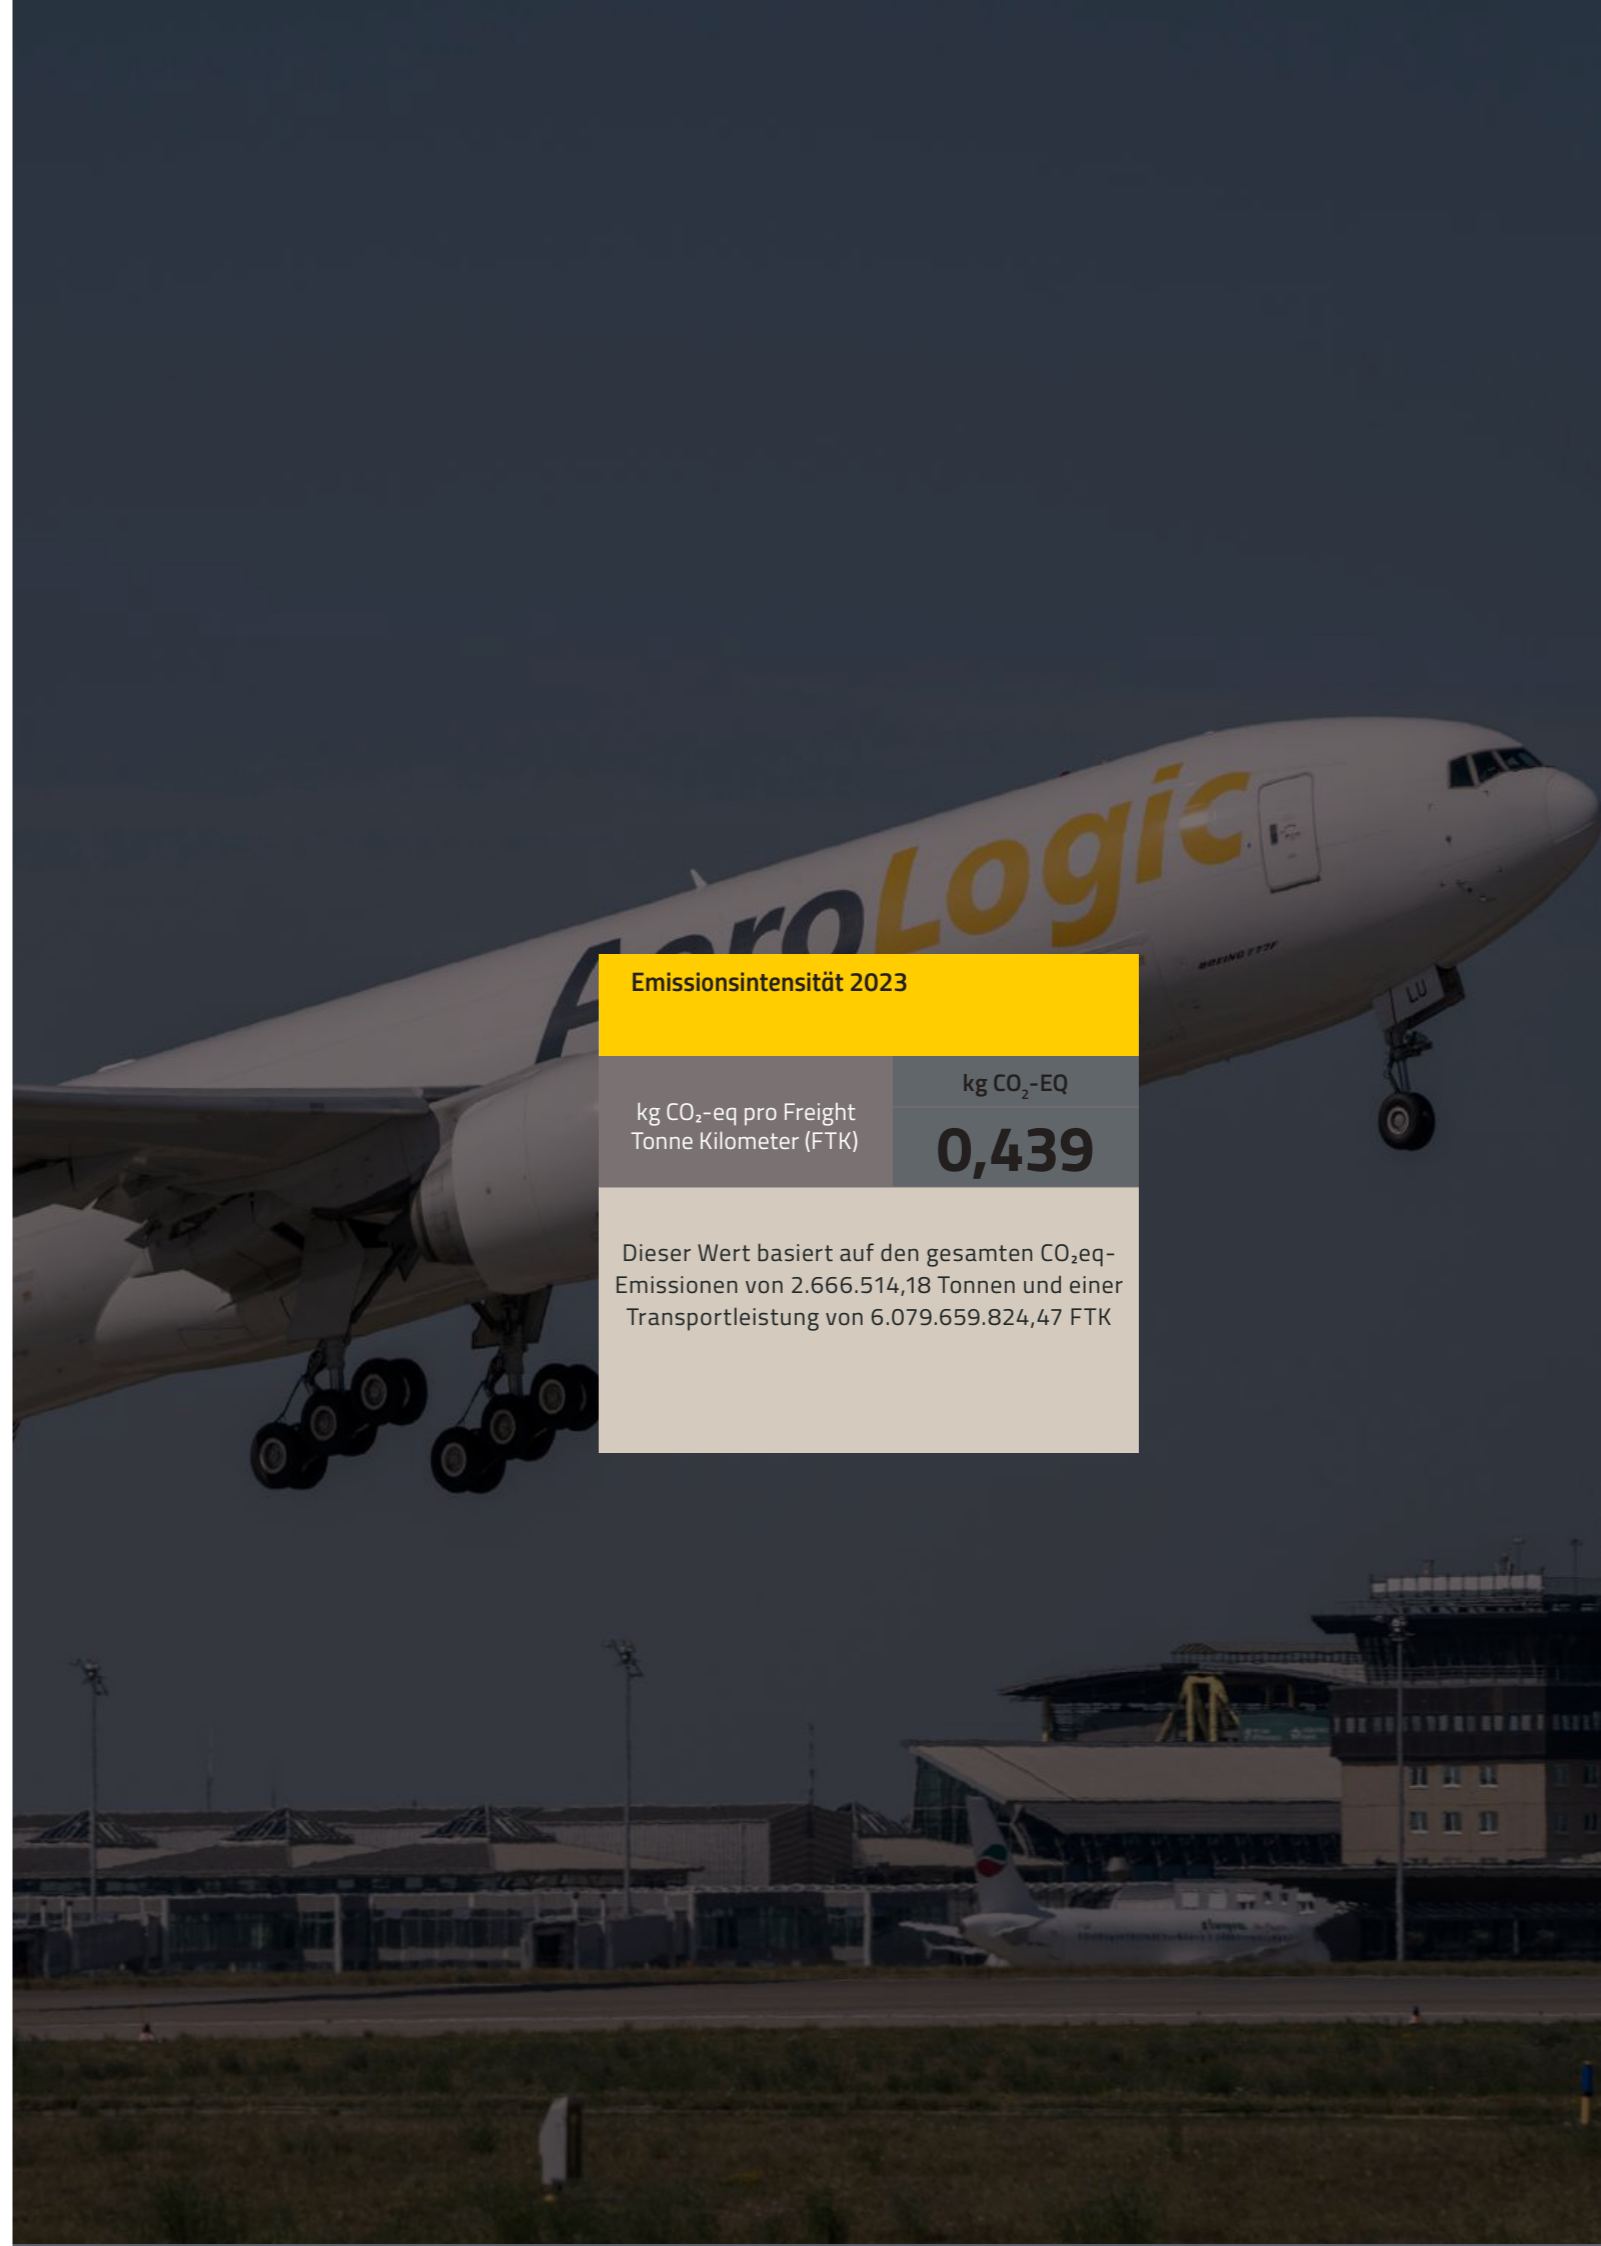 AeroLogic
BOEING 777F
LU
Emissionsintensität 2023
kg CO₂-eq pro Freight
Tonne Kilometer (FTK)
kg CO₂-EQ
0,439
Dieser Wert basiert auf den gesamten CO₂eq-
Emissionen von 2.666.514,18 Tonnen und einer
Transportleistung von 6.079.659.824,47 FTK